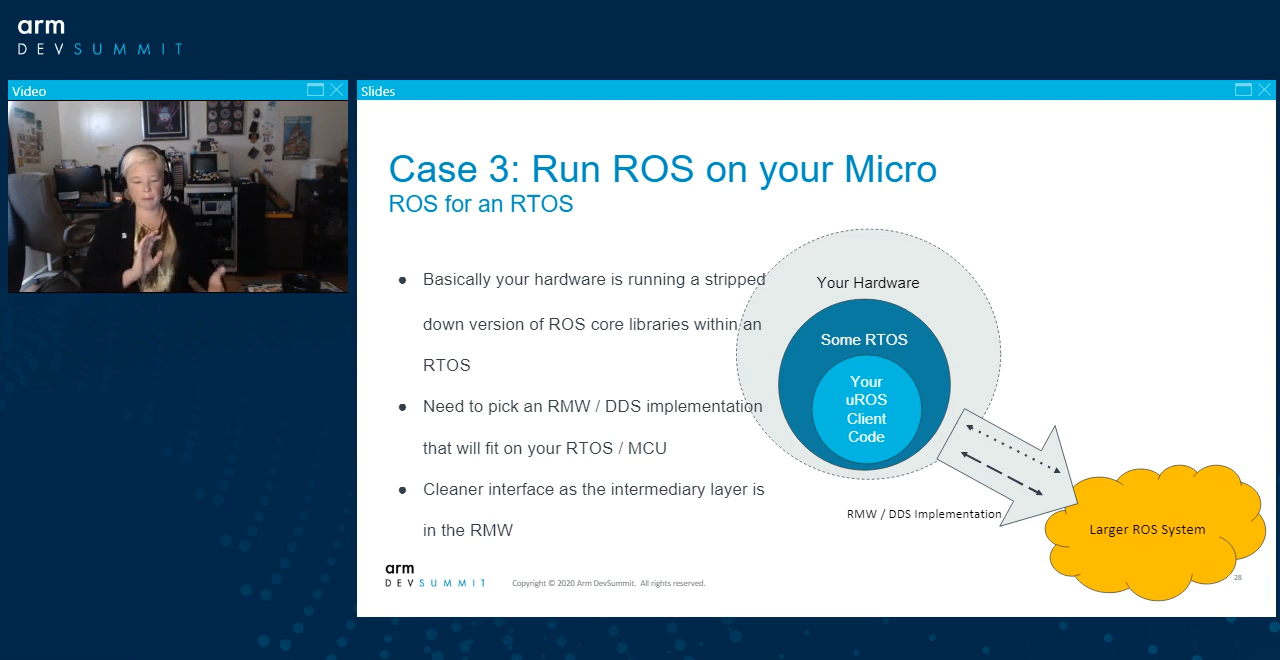 arm
DEVSUMMIT
Video
Slides
Case 3: Run ROS on your Micro
ROS for an RTOS
● Basically your hardware is running a stripped
down version of ROS core libraries within an
RTOS
● Need to pick an RMW / DDS implementation
that will fit on your RTOS / MCU
● Cleaner interface as the intermediary layer is
in the RMW
Your Hardware
Some RTOS
Your
uROS
Client
Code
RMW / DDS Implementation
Larger ROS System
arm
DEVSUMMIT
Copyright © 2020 Arm DevSummit. All rights reserved.
28